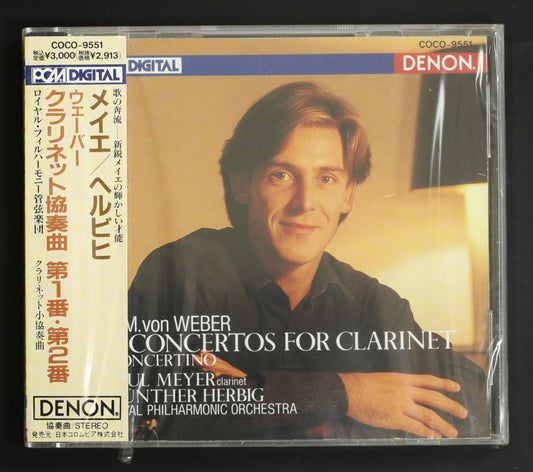 COCO-9551
税込定価¥3,000(税抜価格¥2,913)
PCM DIGITAL
歌の奔流—新鋭メイエの輝かしい才能
メイエ/ヘルビヒ
ウェーバー
クラリネット協奏曲 第1番・第2番
ロイヤル・フィルハーモニー管弦楽団
クラリネット小協奏曲
DENON.
協奏曲/STEREO
発売元:日本コロムビア株式会社
COCO-9551
DIGITAL
DENON.
M.von WEBER
CONCERTOS FOR CLARINET
ONCERTINO
UL MEYER clarinet
UNTHER HERBIG
TAL PHILHARMONIC ORCHESTRA